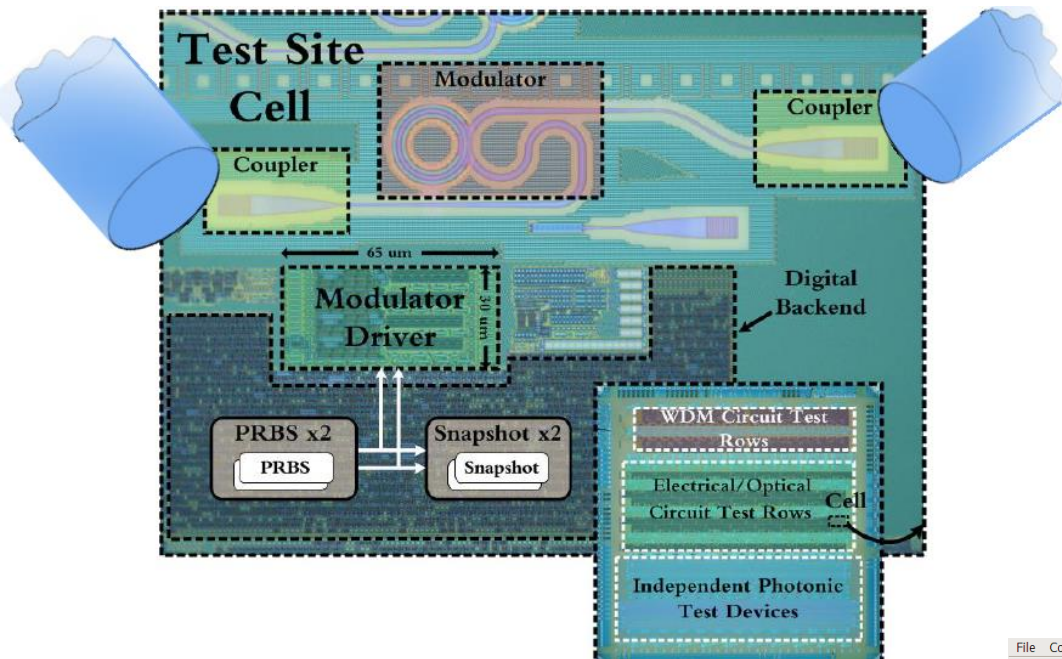 Test Site
Cell
Modulator
Coupler
Coupler
65 um
Modulator
Driver
30 um
Digital
Backend
PRBS x2
PRBS
Snapshot x2
Snapshot
WDM Circuit Test
Rows
Electrical/Optical
Circuit Test Rows
Cell
Independent Photonic
Test Devices
File